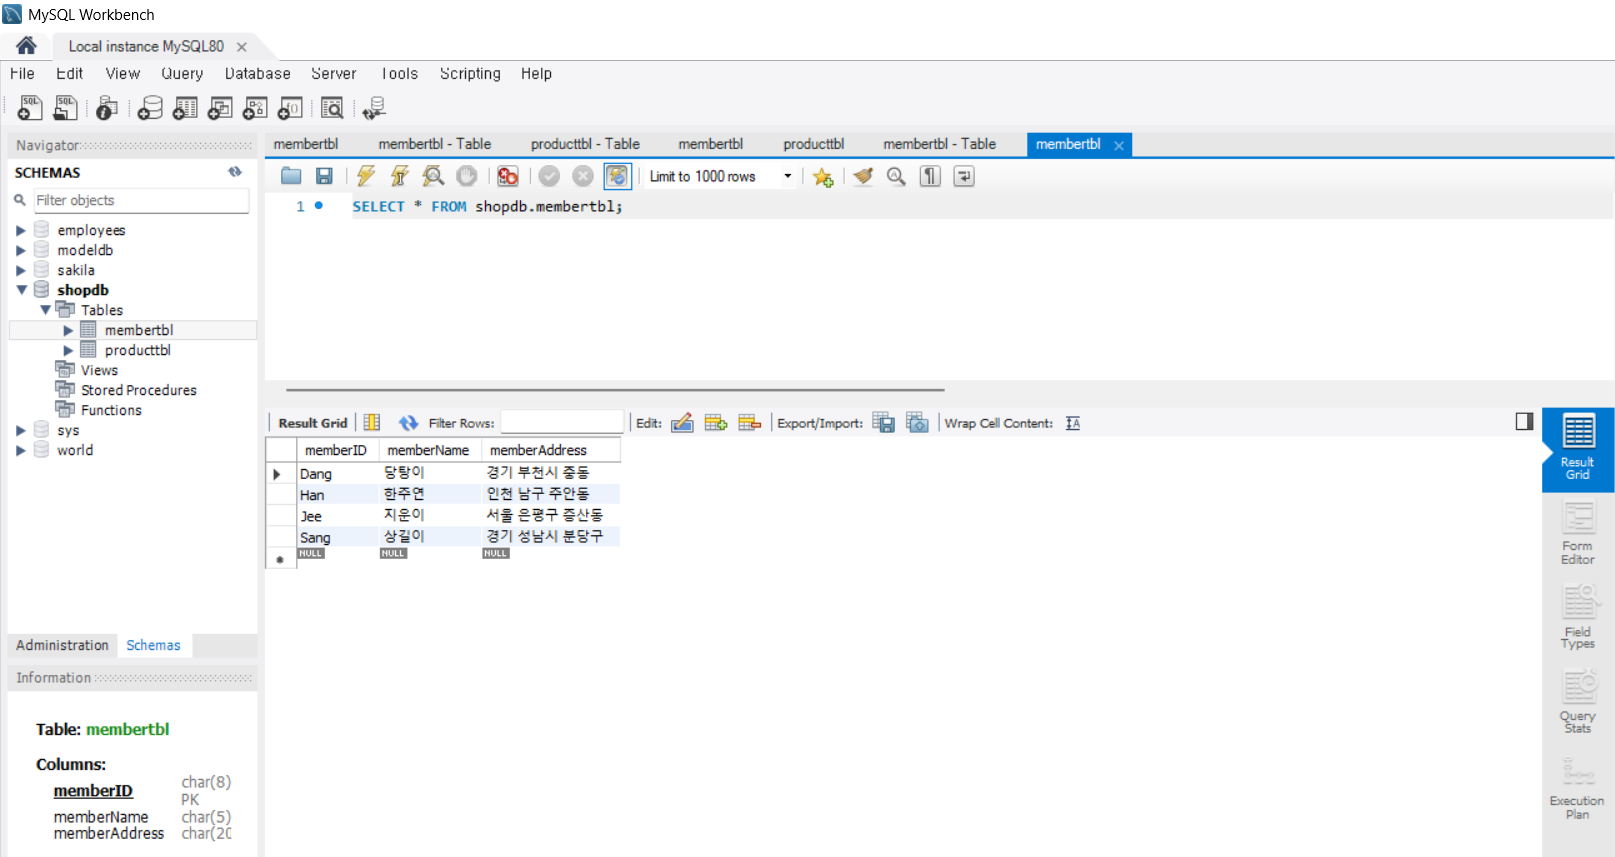 MySQL Workbench
Local instance MySQL80
File Edit View Query Database Server Tools Scripting Help
Navigator
SCHEMAS
Filter objects
employees
modeldb
sakila
shopdb
Tables
membertbl
producttbl
Views
Stored Procedures
Functions
sys
world
Administration Schemas
Information
Table: membertbl
Columns:
memberID char(8) PK
memberName char(5)
memberAddress char(20
membertbl membertbl - Table producttbl - Table membertbl producttbl membertbl - Table membertbl
Limit to 1000 rows
1 SELECT * FROM shopdb.membertbl;
Result Grid Filter Rows: Edit: Export/Import: Wrap Cell Content:
memberID memberName memberAddress
Dang 당탕이 경기 부천시 중동
Han 한주연 인천 남구 주안동
Jee 지운이 서울 은평구 증산동
Sang 상길이 경기 성남시 분당구
NULL NULL NULL
Result Grid
Form Editor
Field Types
Query Stats
Execution Plan